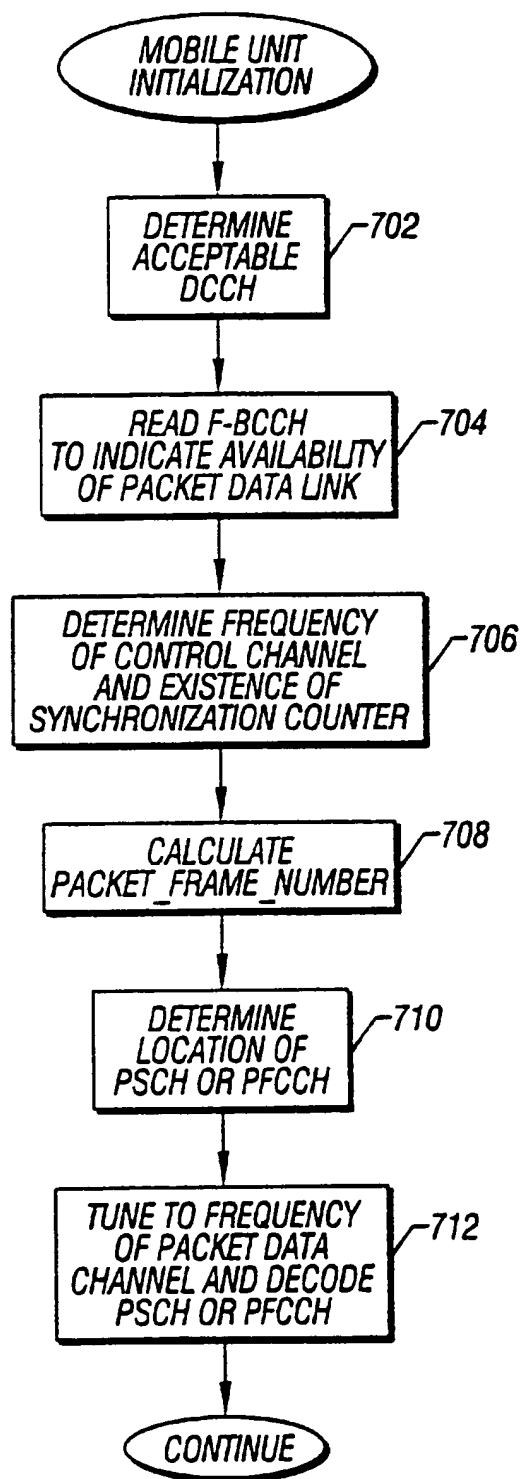 MOBILE UNIT
INITIALIZATION
DETERMINE
ACCEPTABLE
DCCH
702
READ F-BCCH
TO INDICATE AVAILABILITY
OF PACKET DATA LINK
704
DETERMINE FREQUENCY
OF CONTROL CHANNEL
AND EXISTENCE OF
SYNCHRONIZATION COUNTER
706
CALCULATE
PACKET_FRAME_NUMBER
708
DETERMINE
LOCATION OF
PSCH OR PFCCH
710
TUNE TO FREQUENCY
OF PACKET DATA
CHANNEL AND DECODE
PSCH OR PFCCH
712
CONTINUE